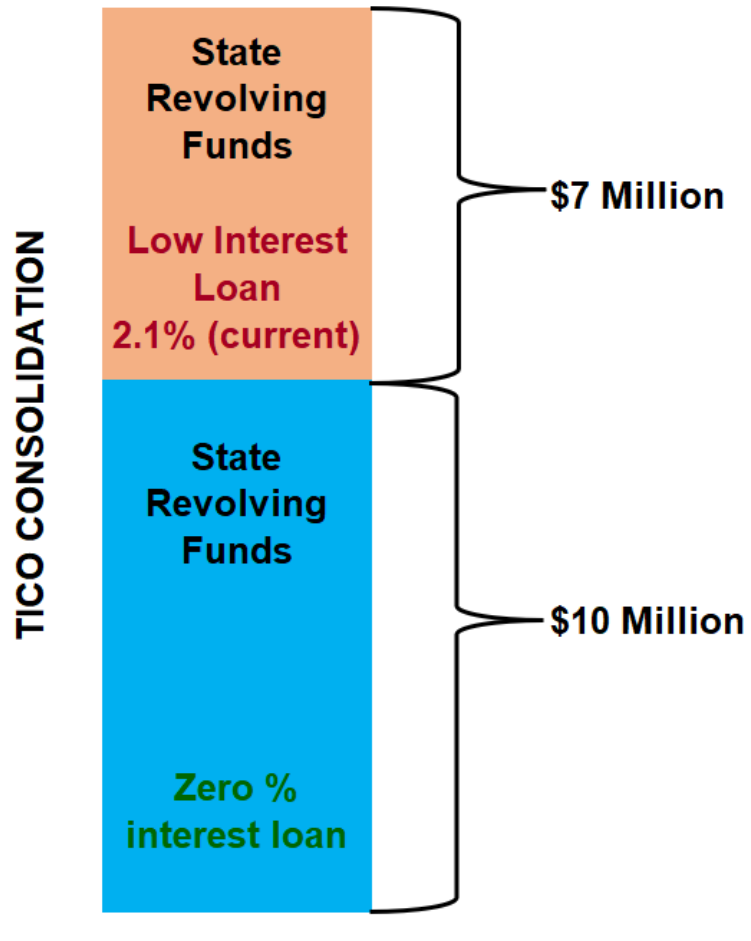 TICO CONSOLIDATION
State
Revolving
Funds
Low Interest
Loan
2.1% (current)
$7 Million
State
Revolving
Funds
Zero %
interest loan
$10 Million